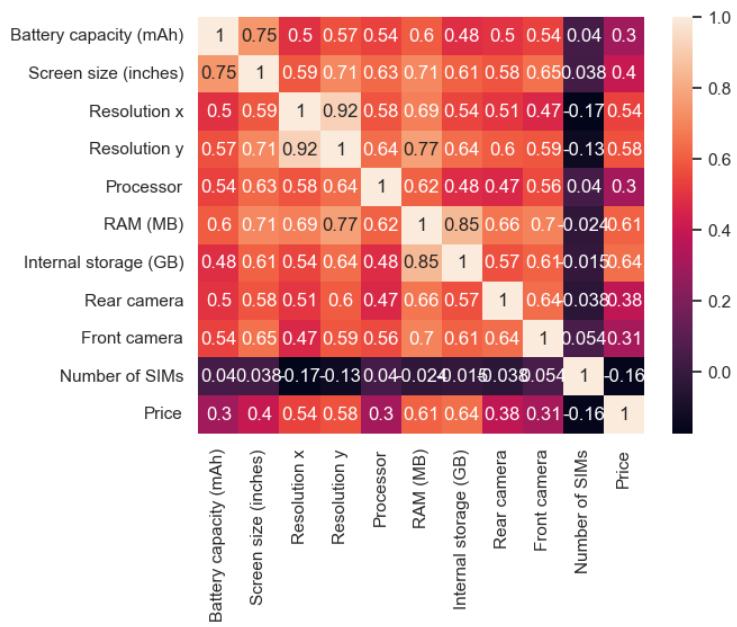 Battery capacity (mAh) 1 0.75 0.5 0.57 0.54 0.6 0.48 0.5 0.54 0.04 0.3
Screen size (inches) 0.75 1 0.59 0.71 0.63 0.71 0.61 0.58 0.65 0.038 0.4
Resolution x 0.5 0.59 1 0.92 0.58 0.69 0.54 0.51 0.47 -0.17 0.54
Resolution y 0.57 0.71 0.92 1 0.64 0.77 0.64 0.6 0.59 -0.13 0.58
Processor 0.54 0.63 0.58 0.64 1 0.62 0.48 0.47 0.56 0.04 0.3
RAM (MB) 0.6 0.71 0.69 0.77 0.62 1 0.85 0.66 0.7 -0.024 0.61
Internal storage (GB) 0.48 0.61 0.54 0.64 0.48 0.85 1 0.57 0.61 -0.015 0.64
Rear camera 0.5 0.58 0.51 0.6 0.47 0.66 0.57 1 0.64 -0.038 0.38
Front camera 0.54 0.65 0.47 0.59 0.56 0.7 0.61 0.64 1 0.054 0.31
Number of SIMs 0.04 0.038 -0.17 -0.13 0.04 -0.024 -0.015 -0.038 0.054 1 -0.16
Price 0.3 0.4 0.54 0.58 0.3 0.61 0.64 0.38 0.31 -0.16 1
Battery capacity (mAh)
Screen size (inches)
Resolution x
Resolution y
Processor
RAM (MB)
Internal storage (GB)
Rear camera
Front camera
Number of SIMs
Price
1.0
0.8
0.6
0.4
0.2
0.0